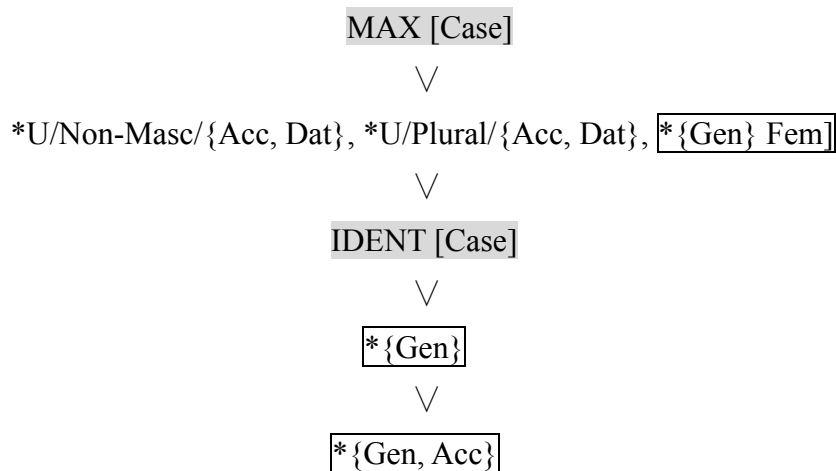 MAX [Case]
∨
*U/Non-Masc/{Acc, Dat}, *U/Plural/{Acc, Dat}, *{Gen} Fem]
∨
IDENT [Case]
∨
*{Gen}
∨
*{Gen, Acc}